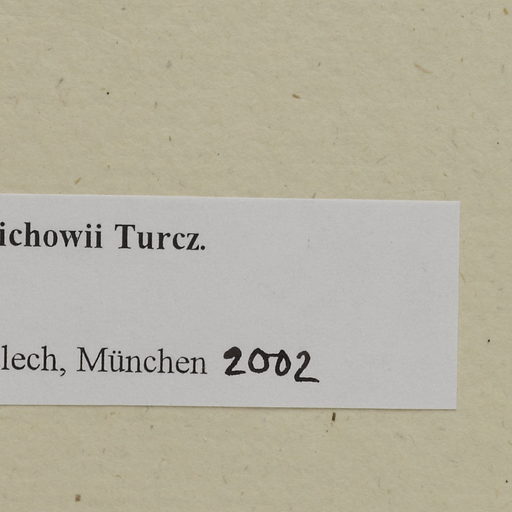 ichowii Turcz.
lech, München 2002